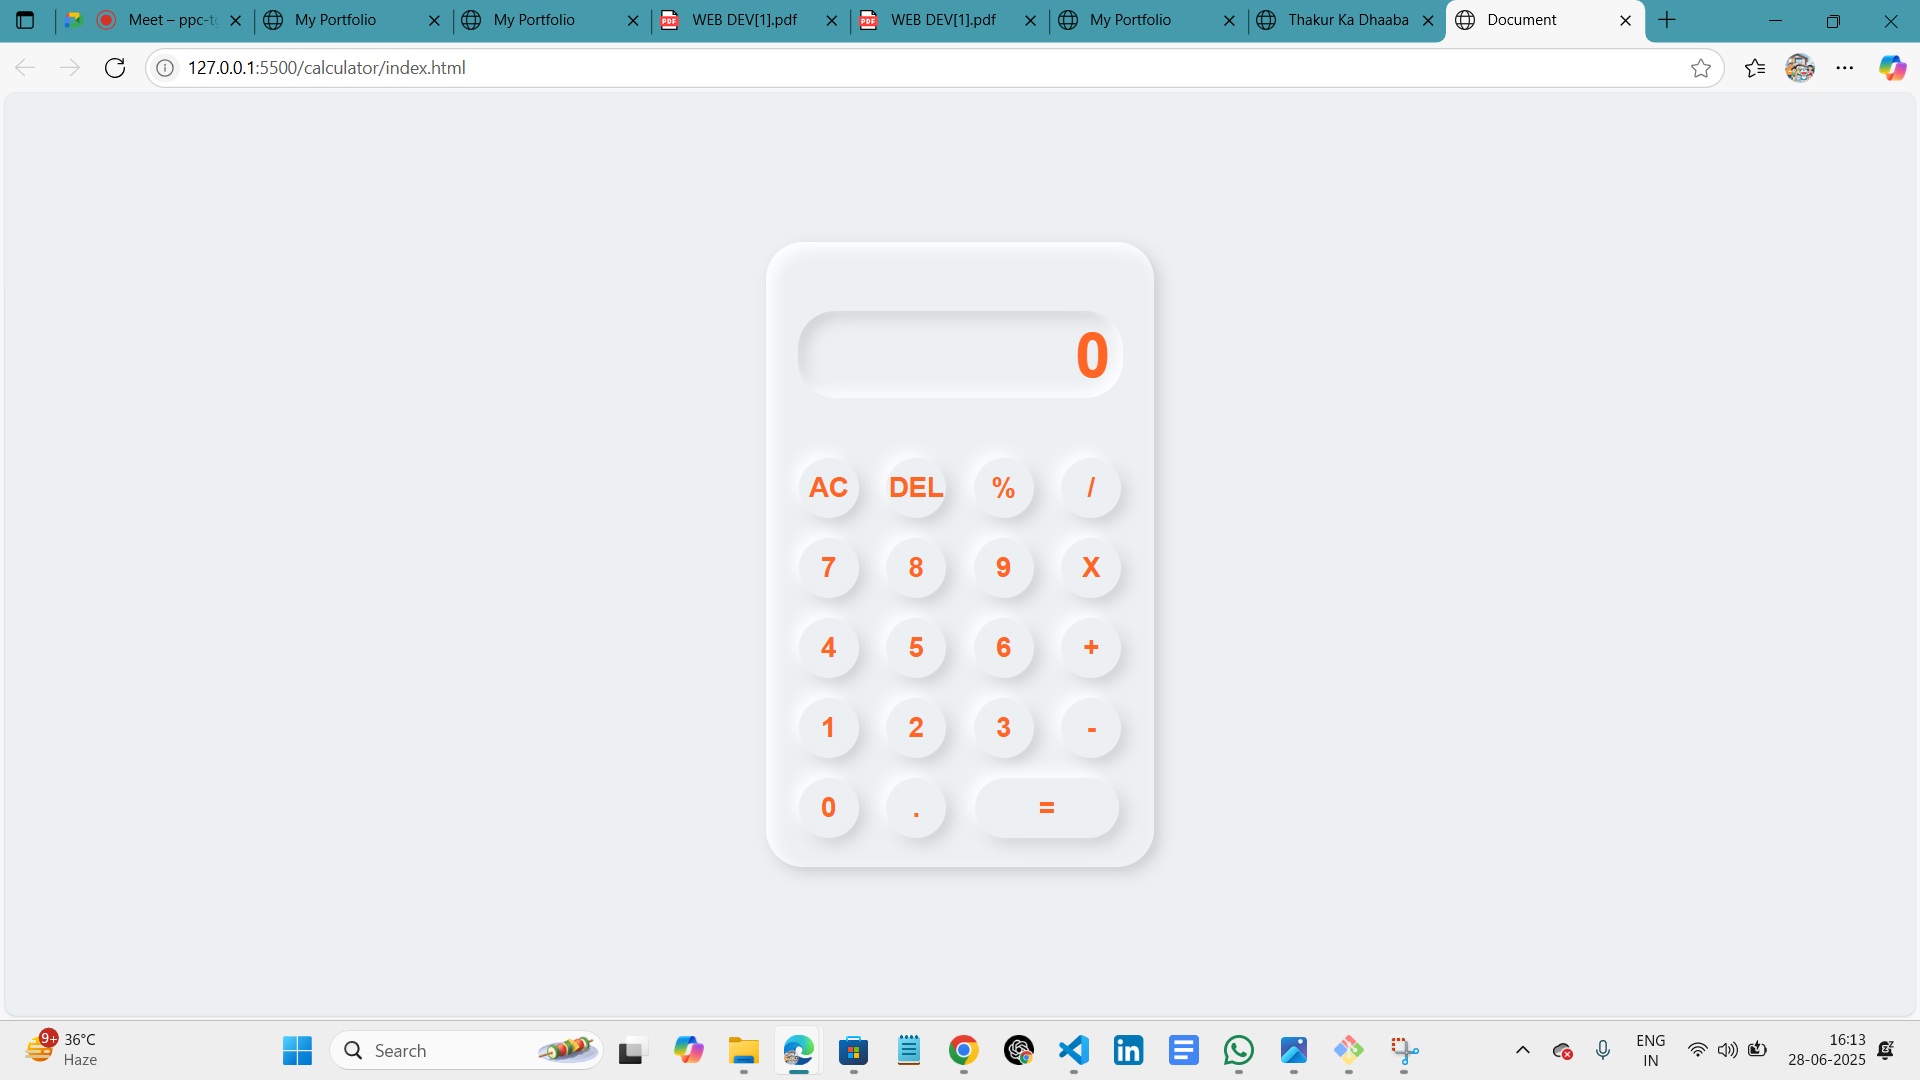 Meet – ppc-t
My Portfolio
My Portfolio
WEB DEV[1].pdf
WEB DEV[1].pdf
My Portfolio
Thakur Ka Dhaaba
Document
127.0.0.1:5500/calculator/index.html
0
AC DEL % /
7 8 9 X
4 5 6 +
1 2 3 -
0 . =
9+
36°C
Haze
Search
ENG
IN
16:13
28-06-2025